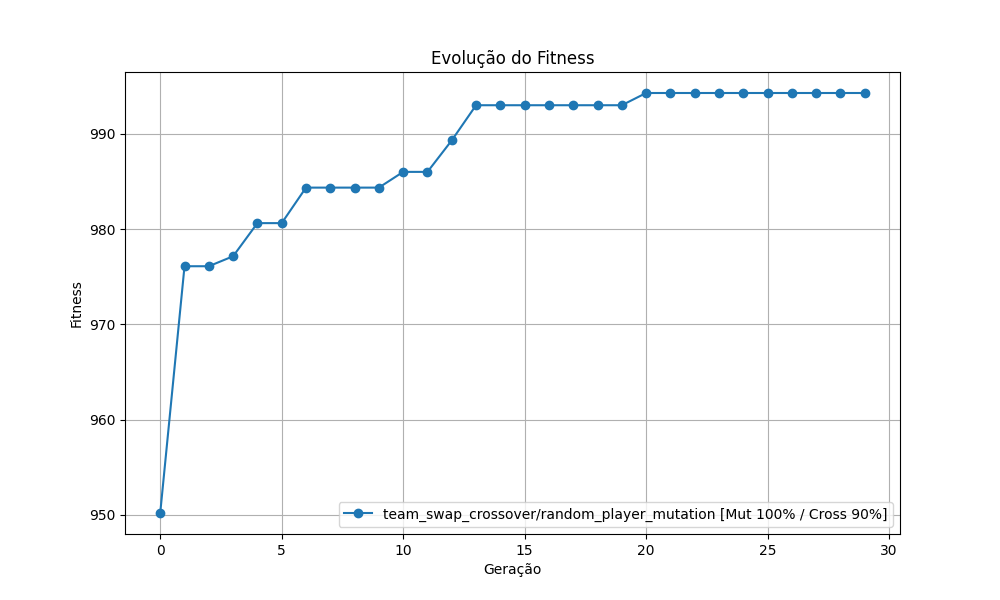 Evolução do Fitness
Fitness
990
980
970
960
950
team_swap_crossover/random_player_mutation [Mut 100% / Cross 90%]
0 5 10 15 20 25 30
Geração